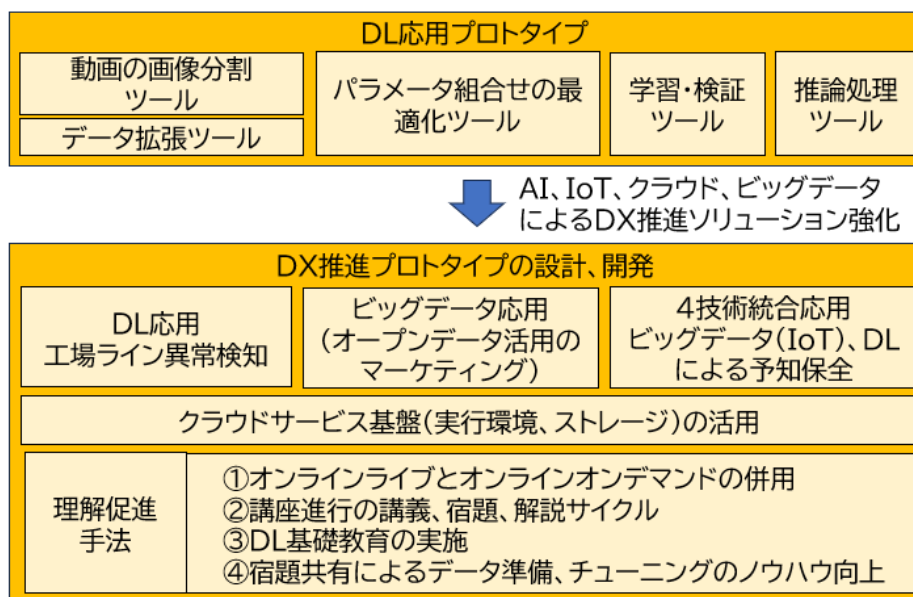 DL応用プロトタイプ
動画の画像分割
ツール
データ拡張ツール
パラメータ組合せの最
適化ツール
学習・検証
ツール
推論処理
ツール
AI、IoT、クラウド、ビッグデータ
によるDX推進ソリューション強化
DX推進プロトタイプの設計、開発
DL応用
工場ライン異常検知
ビッグデータ応用
(オープンデータ活用の
マーケティング)
4技術統合応用
ビッグデータ(IoT)、DL
による予知保全
クラウドサービス基盤(実行環境、ストレージ)の活用
理解促進
手法
①オンラインライブとオンラインオンデマンドの併用
②講座進行の講義、宿題、解説サイクル
③DL基礎教育の実施
④宿題共有によるデータ準備、チューニングのノウハウ向上